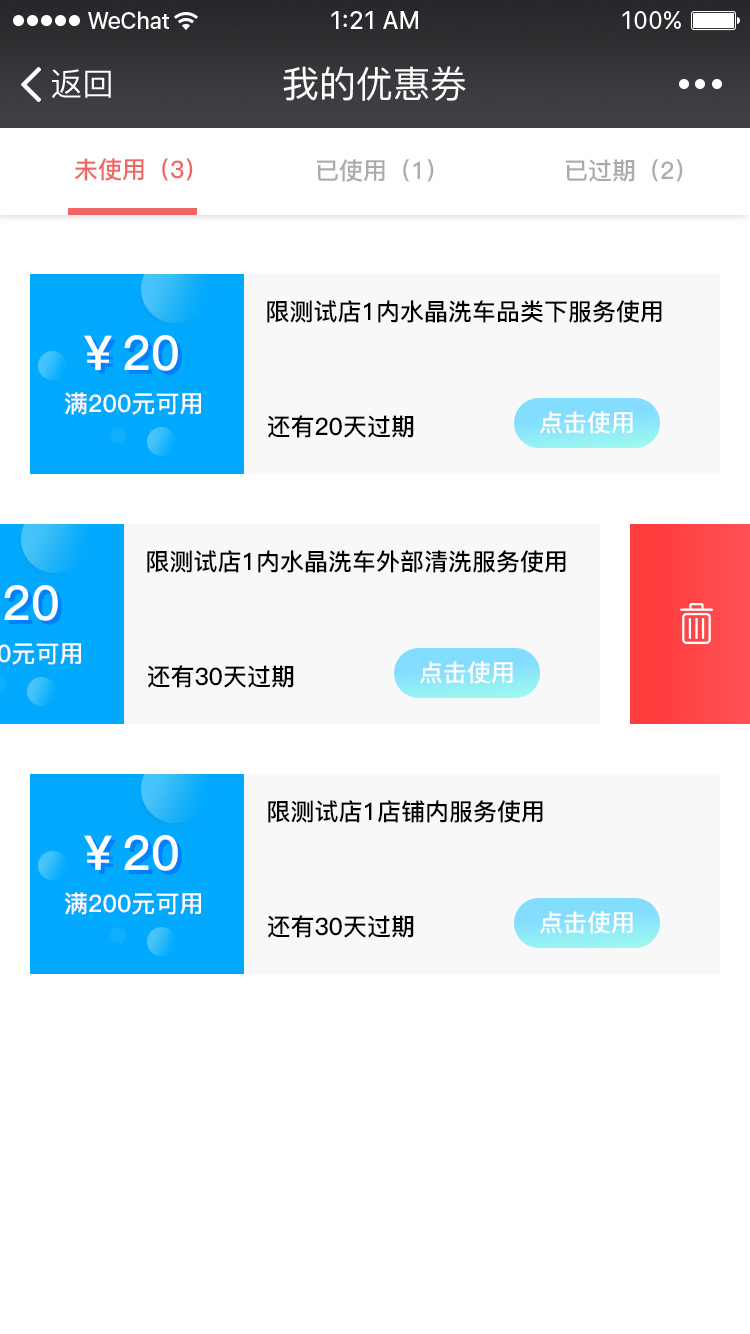 WeChat 1:21 AM 100%
返回 我的优惠券
未使用（3） 已使用（1） 已过期（2）
限测试店1内水晶洗车品类下服务使用
￥20
满200元可用
还有20天过期 点击使用
限测试店1内水晶洗车外部清洗服务使用
20
0元可用
还有30天过期 点击使用
限测试店1店铺内服务使用
￥20
满200元可用
还有30天过期 点击使用